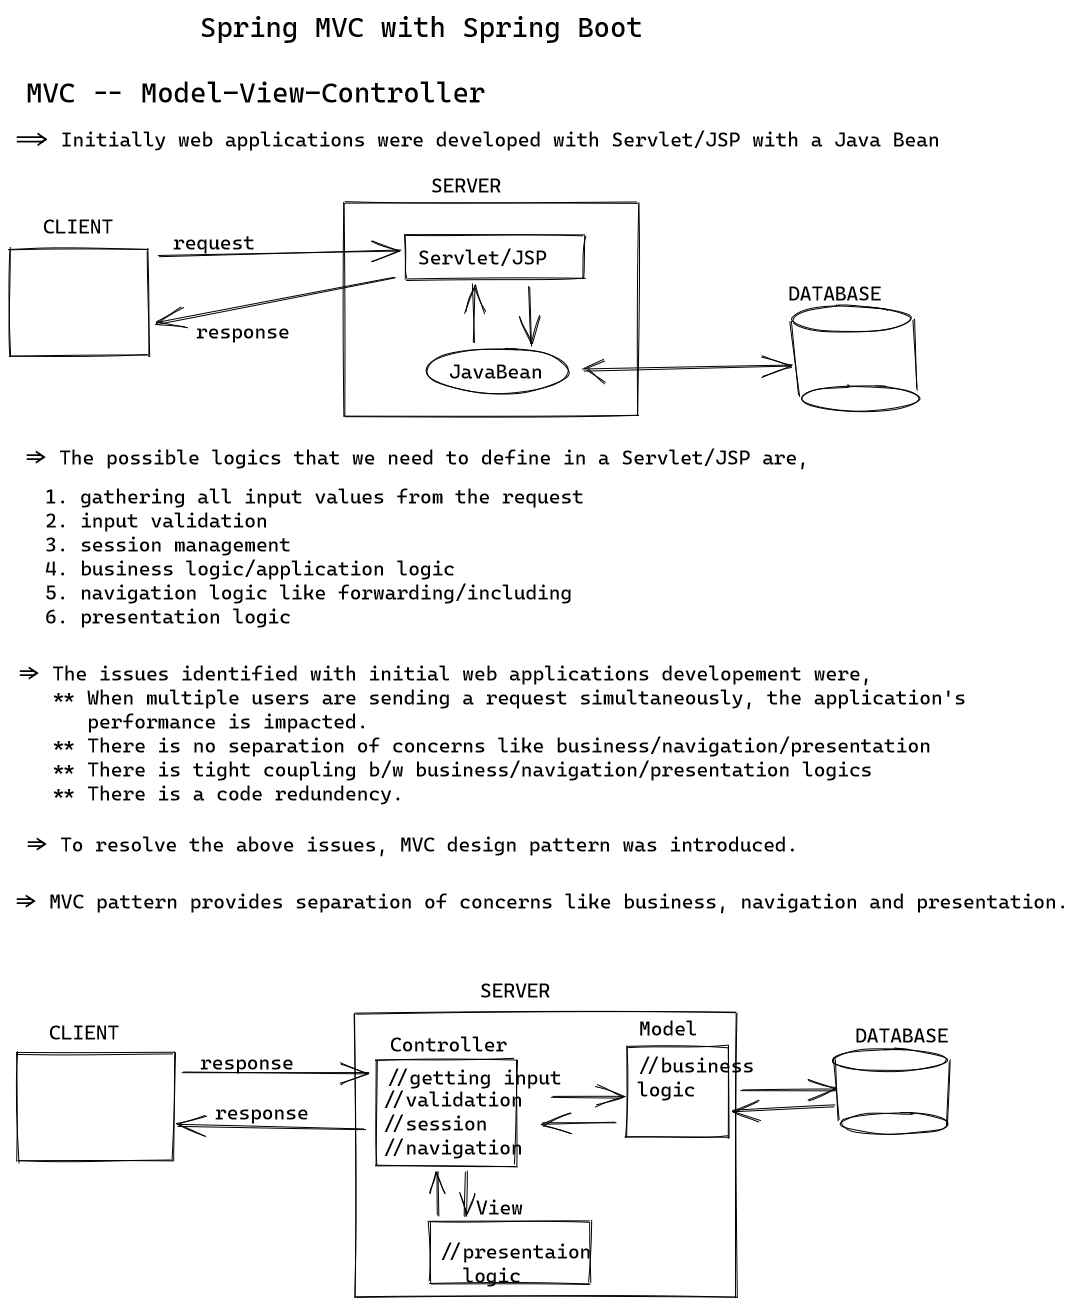 Spring MVC with Spring Boot
MVC -- Model-View-Controller
⇒ Initially web applications were developed with Servlet/JSP with a Java Bean
SERVER
CLIENT
request
Servlet/JSP
DATABASE
response
JavaBean
⇒ The possible logics that we need to define in a Servlet/JSP are,
1. gathering all input values from the request
2. input validation
3. session management
4. business logic/application logic
5. navigation logic like forwarding/including
6. presentation logic
⇒ The issues identified with initial web applications developement were,
** When multiple users are sending a request simultaneously, the application's
performance is impacted.
** There is no separation of concerns like business/navigation/presentation
** There is tight coupling b/w business/navigation/presentation logics
** There is a code redundency.
⇒ To resolve the above issues, MVC design pattern was introduced.
⇒ MVC pattern provides separation of concerns like business, navigation and presentation.
SERVER
CLIENT
Controller
Model
DATABASE
response
//getting input
//validation
//session
//navigation
//business
logic
response
View
//presentaion
logic